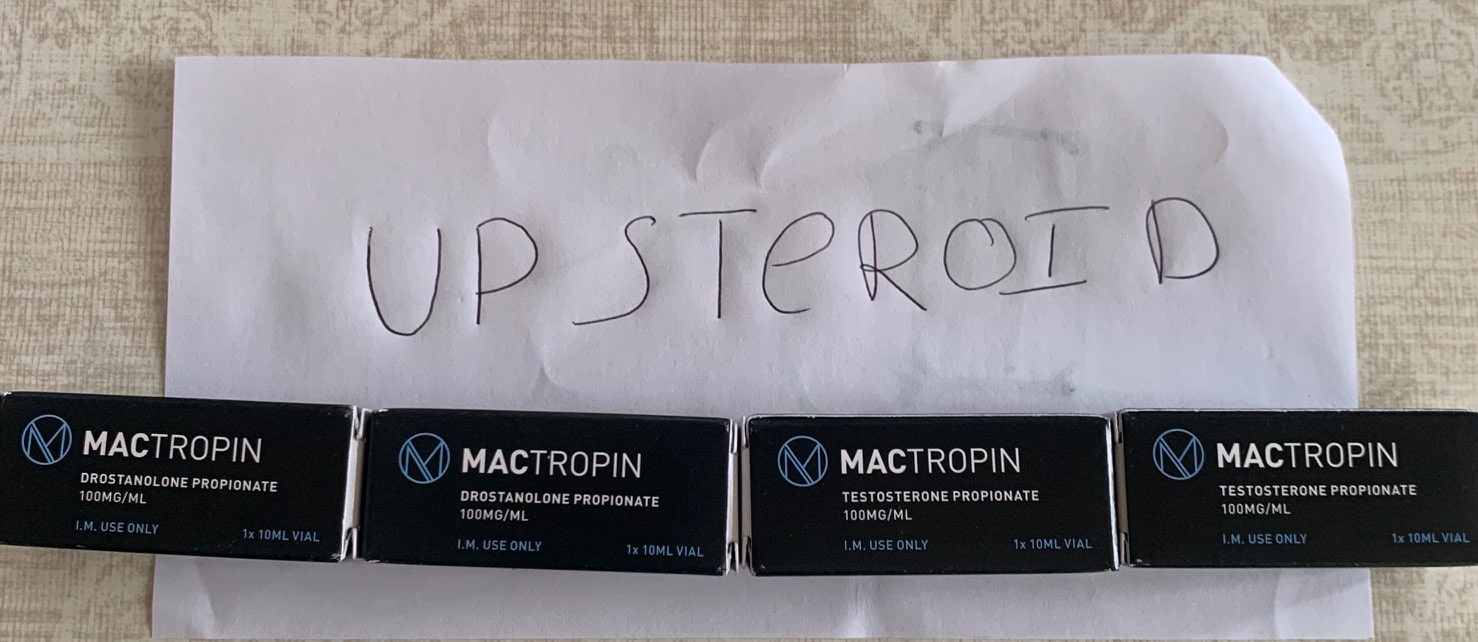 UPSTeROID
MACTROPIN
DROSTANOLONE PROPIONATE
100MG/ML
I.M. USE ONLY 1x 10ML VIAL
MACTROPIN
DROSTANOLONE PROPIONATE
100MG/ML
I.M. USE ONLY 1x 10ML VIAL
MACTROPIN
TESTOSTERONE PROPIONATE
100MG/ML
I.M. USE ONLY 1x 10ML VIAL
MACTROPIN
TESTOSTERONE PROPIONATE
100MG/ML
I.M. USE ONLY 1x 10ML VIAL